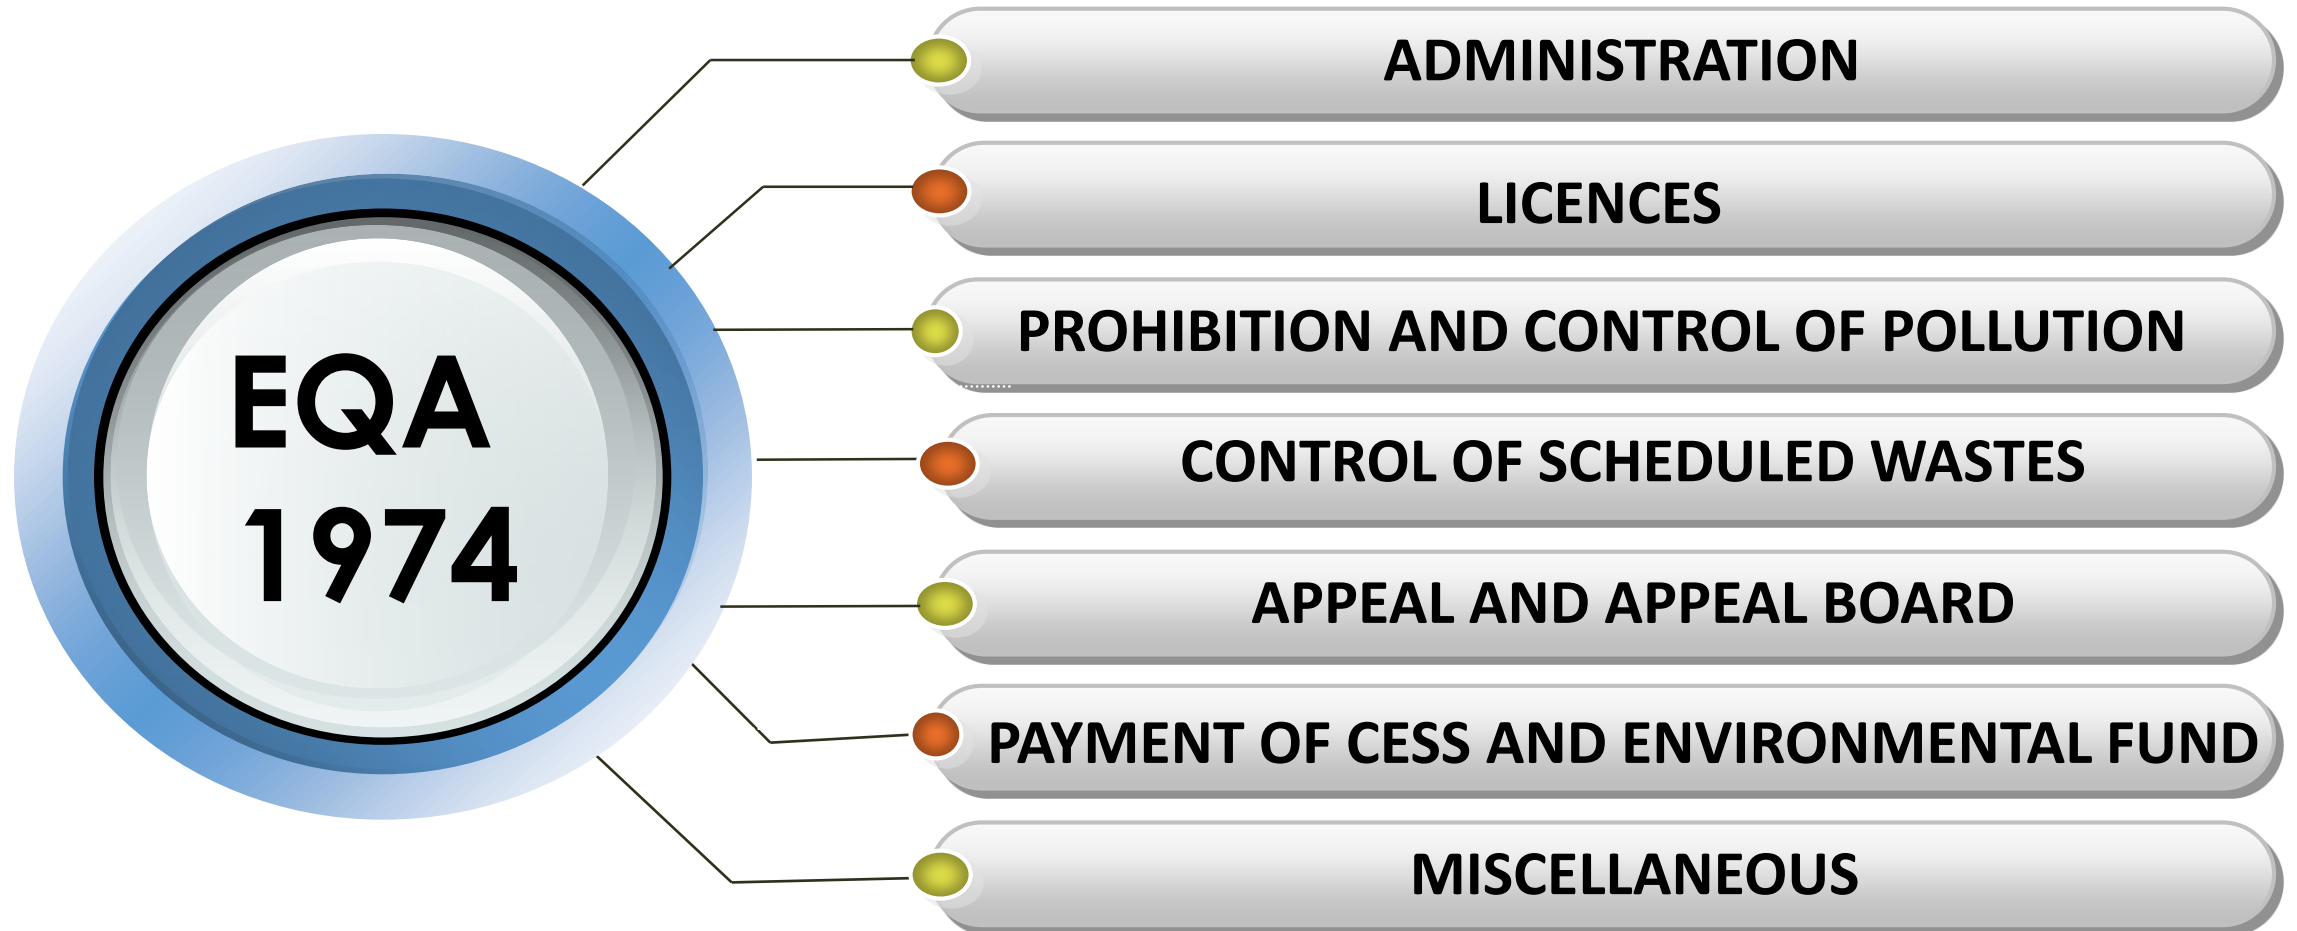 EQA
1974
ADMINISTRATION
LICENCES
PROHIBITION AND CONTROL OF POLLUTION
CONTROL OF SCHEDULED WASTES
APPEAL AND APPEAL BOARD
PAYMENT OF CESS AND ENVIRONMENTAL FUND
MISCELLANEOUS